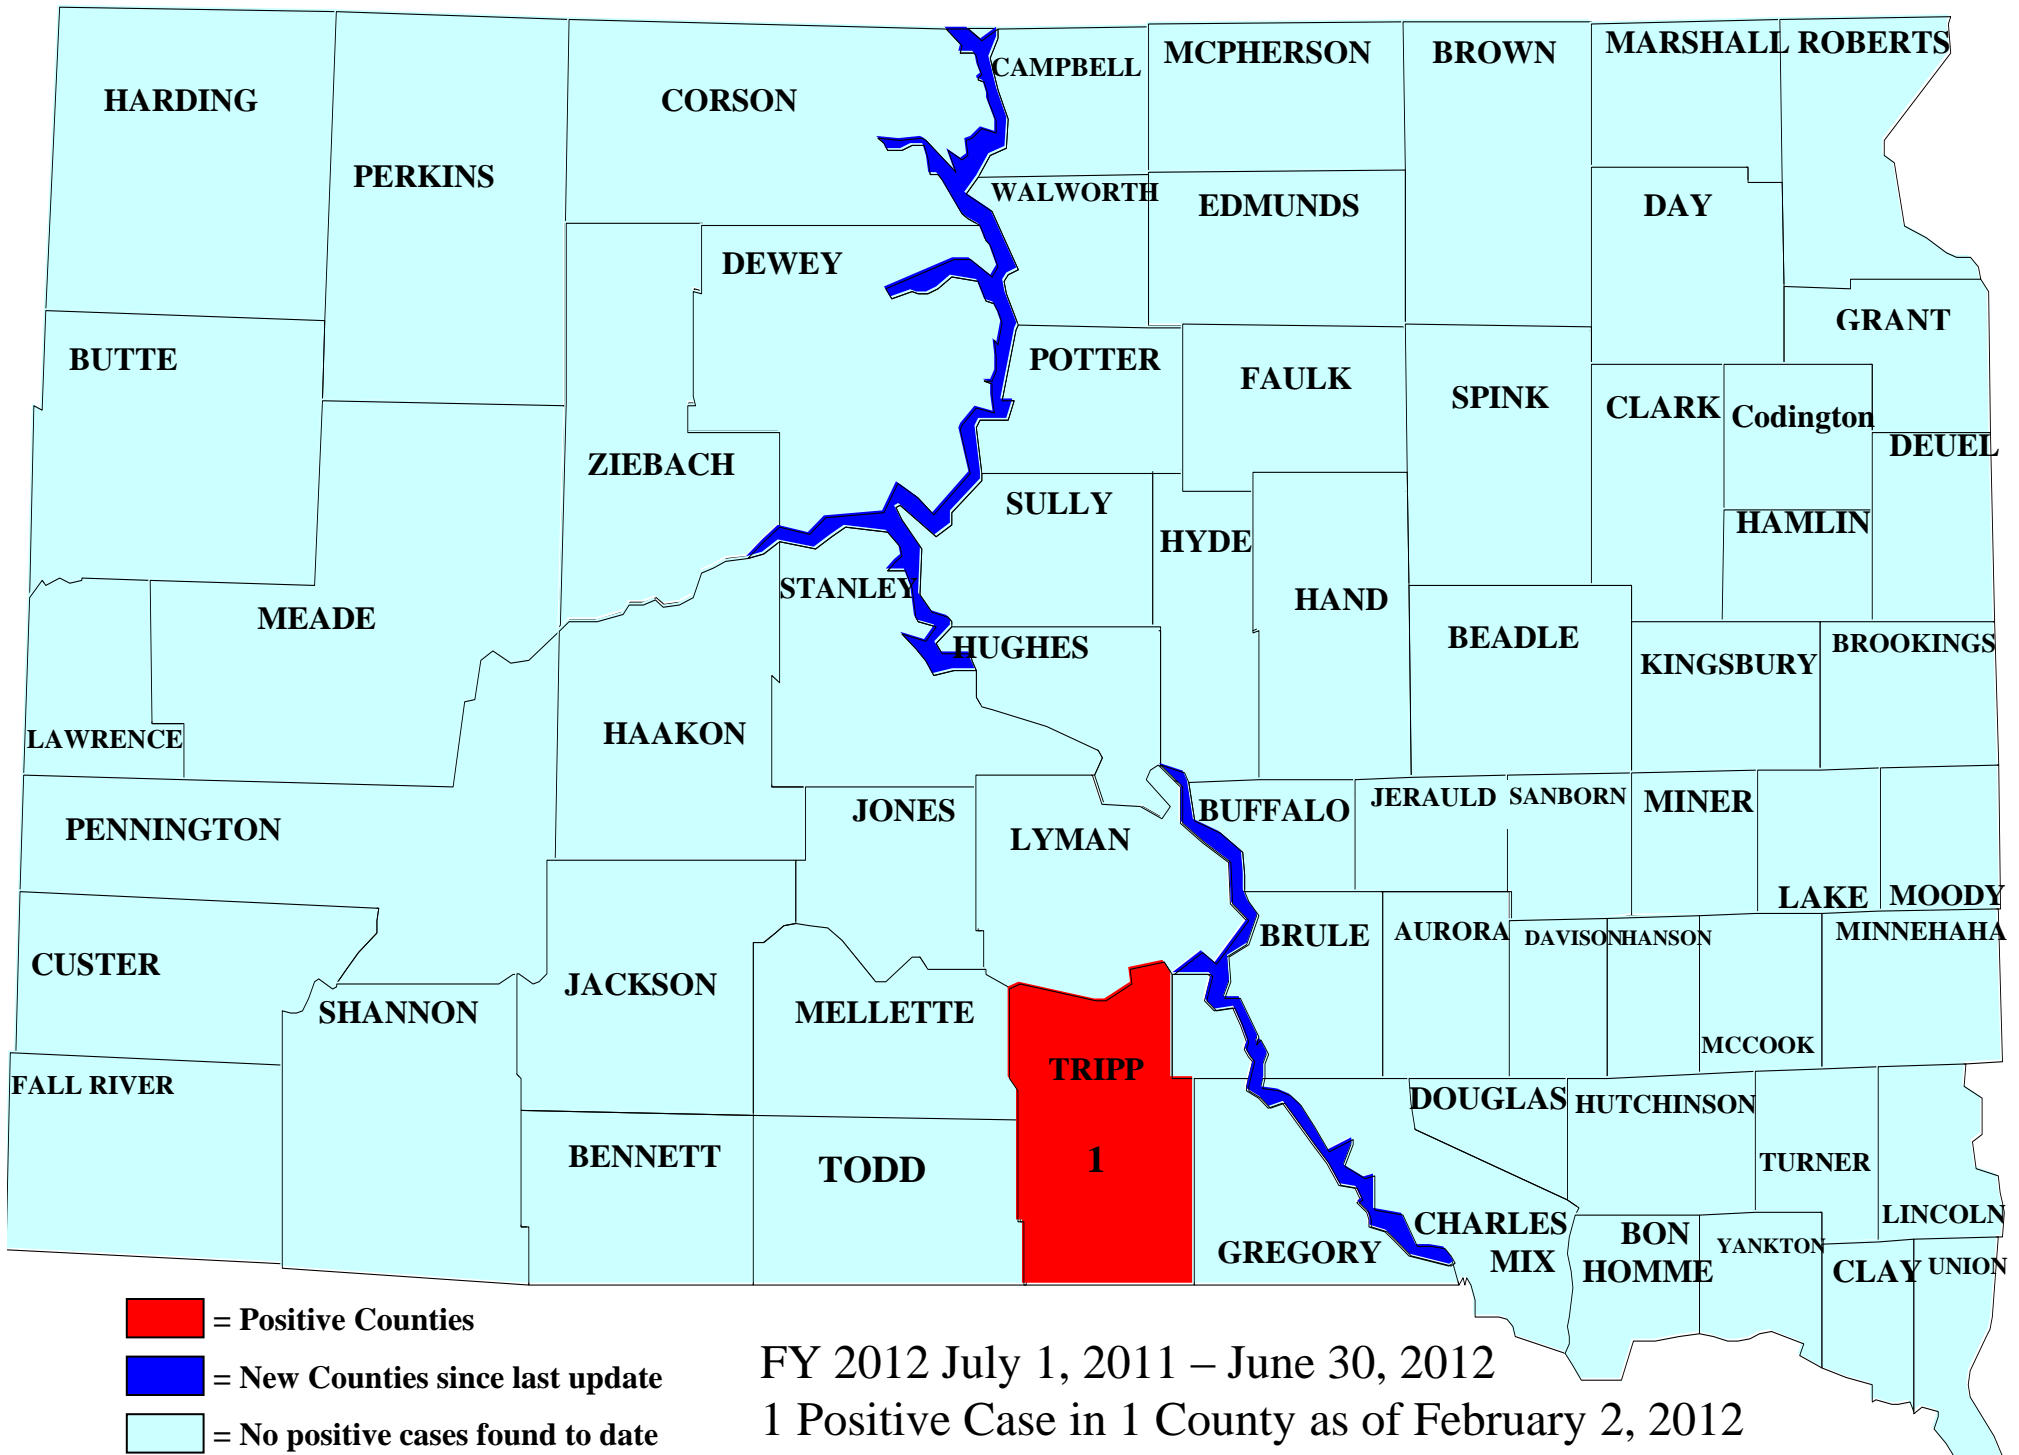 HARDING
PERKINS
CORSON
CAMPBELL
MCPHERSON
BROWN
MARSHALL
ROBERTS
WALWORTH
EDMUNDS
DAY
DEWEY
GRANT
BUTTE
POTTER
FAULK
SPINK
CLARK
Codington
DEUEL
ZIEBACH
SULLY
HYDE
HAMLIN
STANLEY
HAND
MEADE
HUGHES
BEADLE
KINGSBURY
BROOKINGS
LAWRENCE
HAAKON
PENNINGTON
JONES
LYMAN
BUFFALO
JERAULD
SANBORN
MINER
LAKE
MOODY
CUSTER
JACKSON
BRULE
AURORA
DAVISON
HANSON
MINNEHAHA
SHANNON
MELLETTE
MCCOOK
FALL RIVER
TRIPP
1
DOUGLAS
HUTCHINSON
BENNETT
TODD
TURNER
GREGORY
CHARLES
MIX
BON
HOMME
YANKTON
LINCOLN
CLAY
UNION
= Positive Counties
= New Counties since last update
= No positive cases found to date
FY 2012 July 1, 2011 – June 30, 2012
1 Positive Case in 1 County as of February 2, 2012